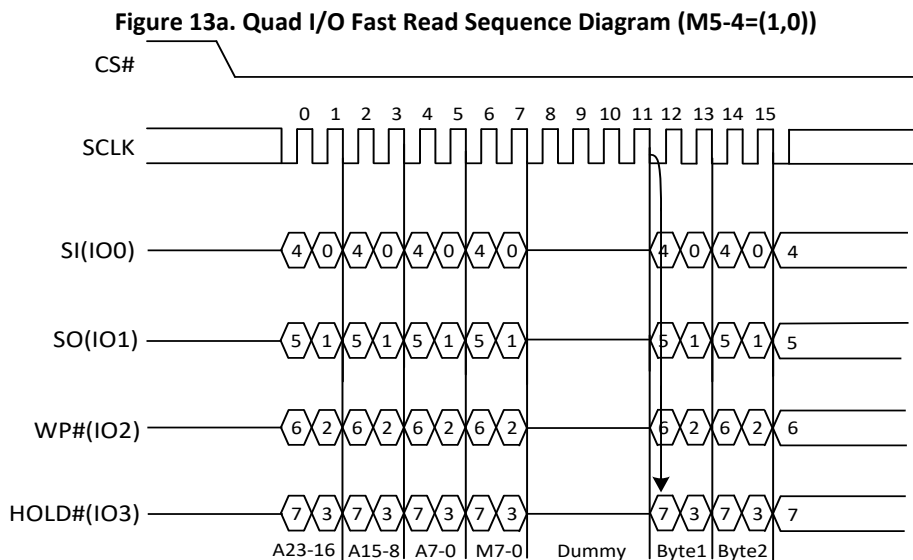 Figure 13a. Quad I/O Fast Read Sequence Diagram (M5-4=(1,0))
CS#
0 1 2 3 4 5 6 7 8 9 10 11 12 13 14 15
SCLK
SI(IO0) 4 0 4 0 4 0 4 0 4 0 4 0 4
SO(IO1) 5 1 5 1 5 1 5 1 5 1 5 1 5
WP#(IO2) 6 2 6 2 6 2 6 2 6 2 6 2 6
HOLD#(IO3) 7 3 7 3 7 3 7 3 7 3 7 3 7
A23-16 A15-8 A7-0 M7-0 Dummy Byte1 Byte2